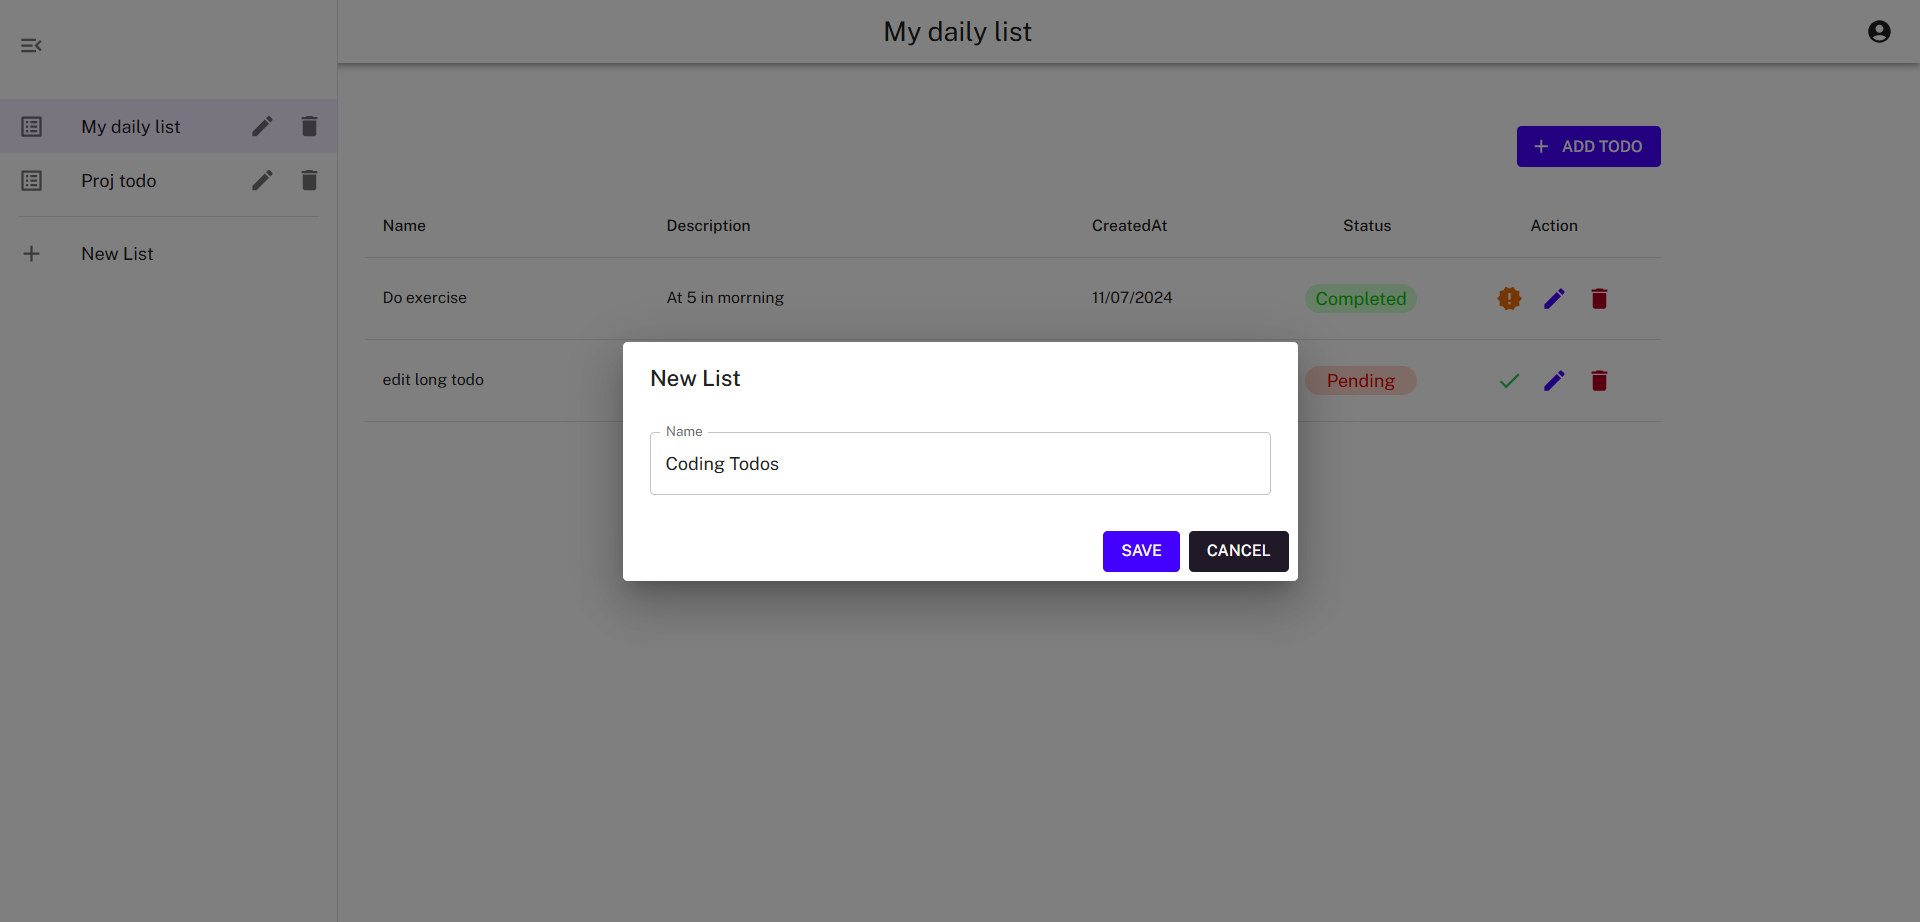 My daily list
My daily list
Proj todo
New List
ADD TODO
Name Description CreatedAt Status Action
Do exercise At 5 in morrning 11/07/2024 Completed
edit long todo Pending
New List
Name
Coding Todos
SAVE CANCEL